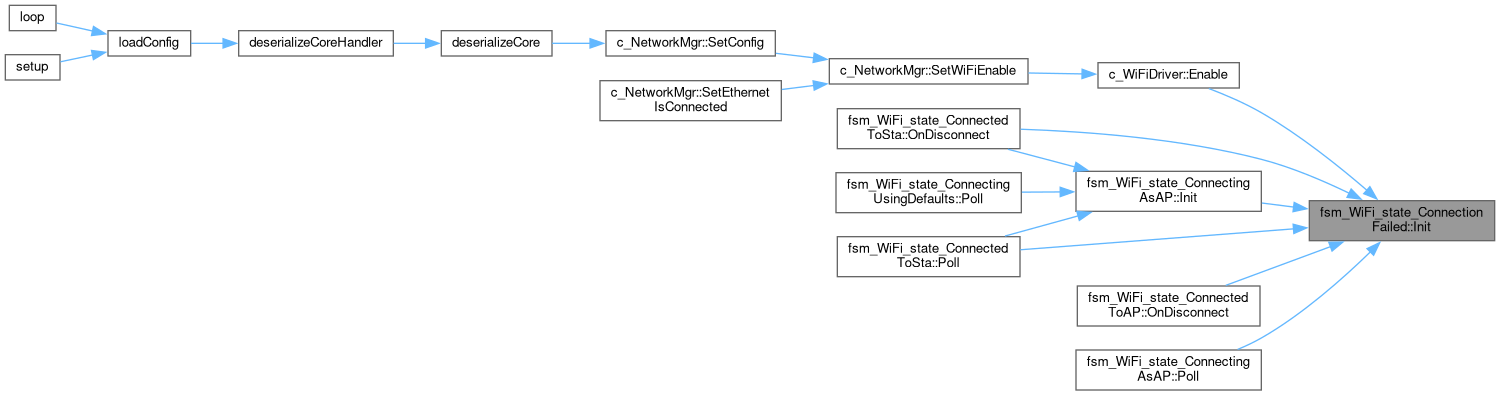 loop
setup
loadConfig
deserializeCoreHandler
deserializeCore
c_NetworkMgr::SetConfig
c_NetworkMgr::SetEthernet
IsConnected
c_NetworkMgr::SetWiFiEnable
c_WiFiDriver::Enable
fsm_WiFi_state_Connected
ToSta::OnDisconnect
fsm_WiFi_state_Connecting
UsingDefaults::Poll
fsm_WiFi_state_Connected
ToSta::Poll
fsm_WiFi_state_Connecting
AsAP::Init
fsm_WiFi_state_Connected
ToAP::OnDisconnect
fsm_WiFi_state_Connecting
AsAP::Poll
fsm_WiFi_state_Connection
Failed::Init